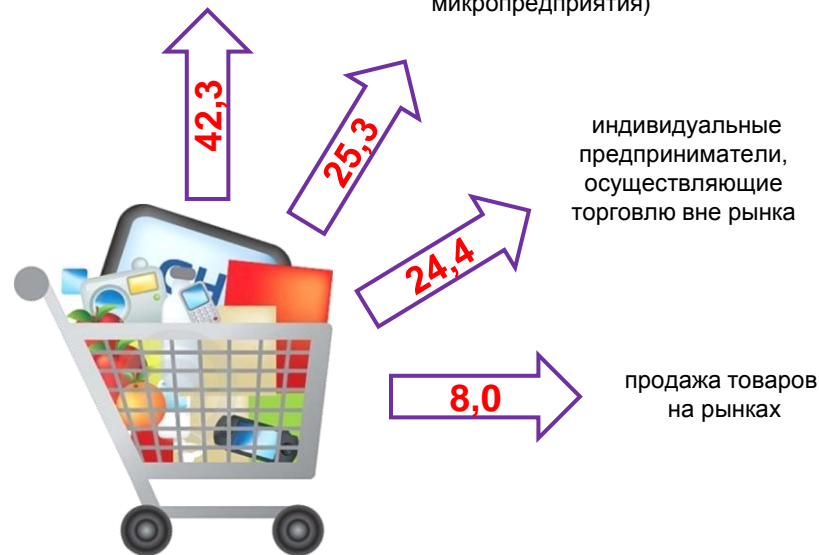 микропредприятия)
42,3
25,3
индивидуальные
предприниматели,
осуществляющие
торговлю вне рынка
24,4
8,0
продажа товаров
на рынках